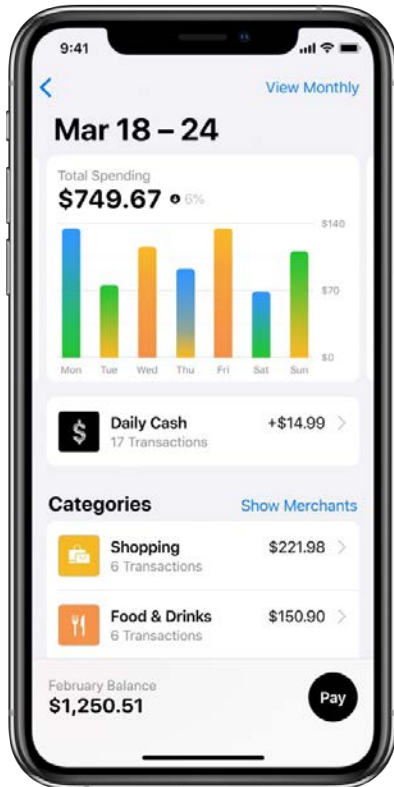 9:41
View Monthly
Mar 18 – 24
Total Spending
$749.67 6%
$140
$70
$0
Mon Tue Wed Thu Fri Sat Sun
$ Daily Cash +$14.99
17 Transactions
Categories Show Merchants
Shopping $221.98
6 Transactions
Food & Drinks $150.90
6 Transactions
February Balance
$1,250.51
Pay